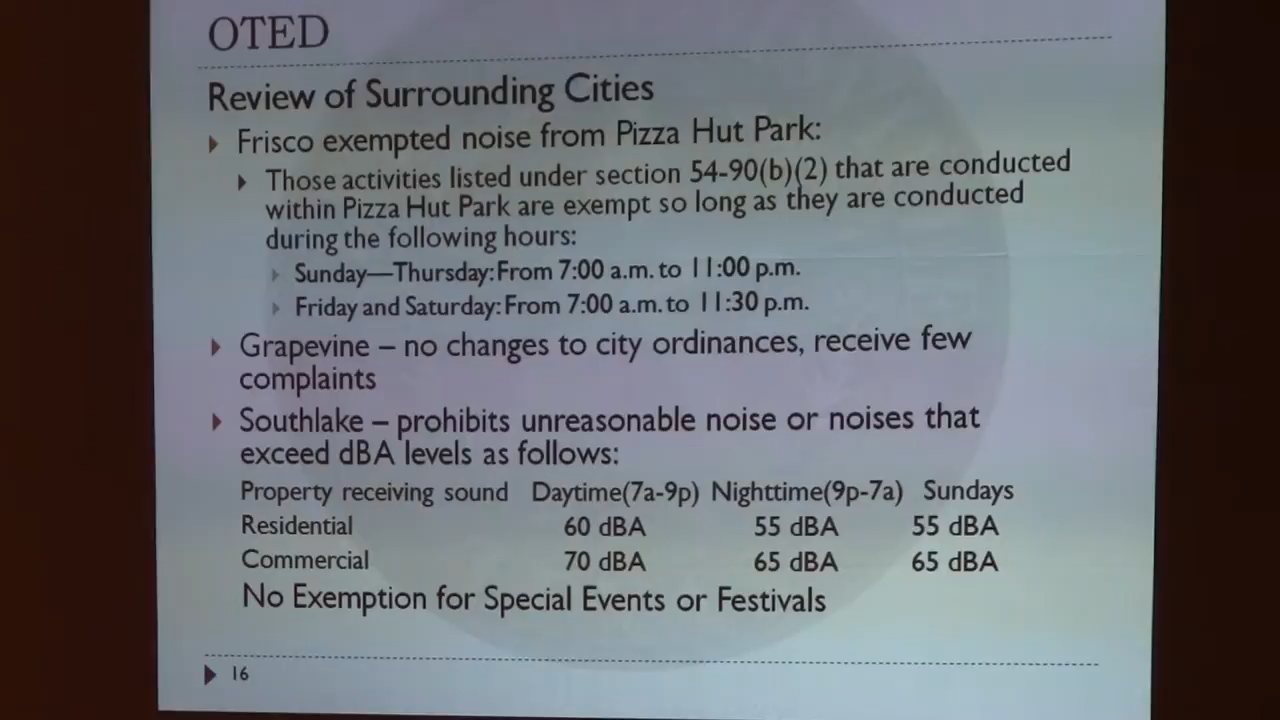 OTED
Review of Surrounding Cities
Frisco exempted noise from Pizza Hut Park:
Those activities listed under section 54-90(b)(2) that are conducted
within Pizza Hut Park are exempt so long as they are conducted
during the following hours:
Sunday—Thursday: From 7:00 a.m. to 11:00 p.m.
Friday and Saturday: From 7:00 a.m. to 11:30 p.m.
Grapevine – no changes to city ordinances, receive few
complaints
Southlake – prohibits unreasonable noise or noises that
exceed dBA levels as follows:
Property receiving sound Daytime(7a-9p) Nighttime(9p-7a) Sundays
Residential 60 dBA 55 dBA 55 dBA
Commercial 70 dBA 65 dBA 65 dBA
No Exemption for Special Events or Festivals
16